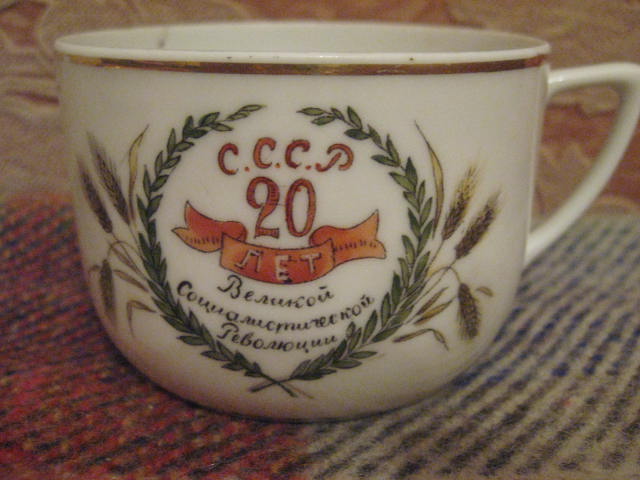 С.С.С.Р
20
ЛЕТ
Великой
Социалистической
Революции